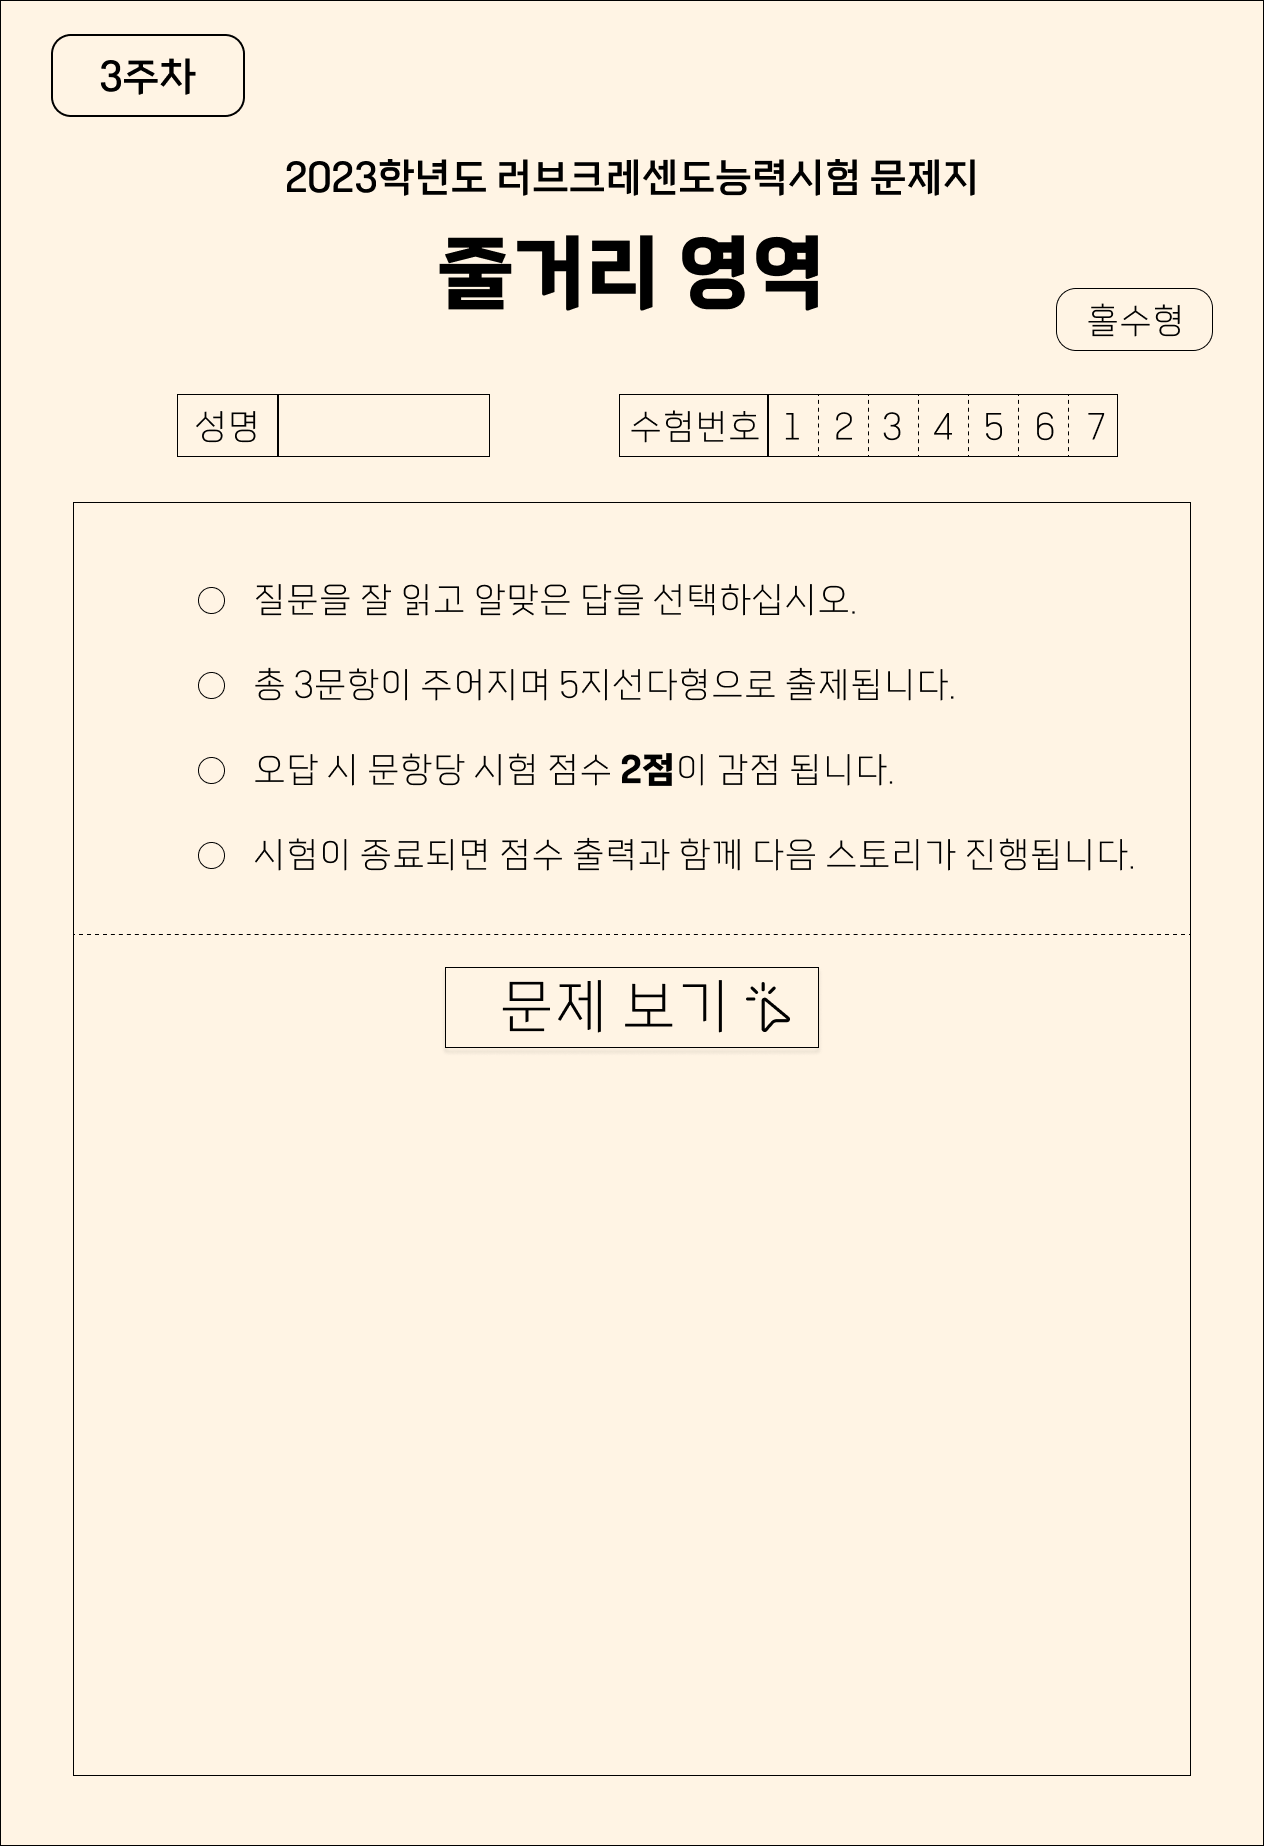 3주차
2023학년도 러브크레센도능력시험 문제지
줄거리 영역
홀수형
성명
수험번호 1 2 3 4 5 6 7
○ 질문을 잘 읽고 알맞은 답을 선택하십시오.
○ 총 3문항이 주어지며 5지선다형으로 출제됩니다.
○ 오답 시 문항당 시험 점수 2점이 감점 됩니다.
○ 시험이 종료되면 점수 출력과 함께 다음 스토리가 진행됩니다.
문제 보기